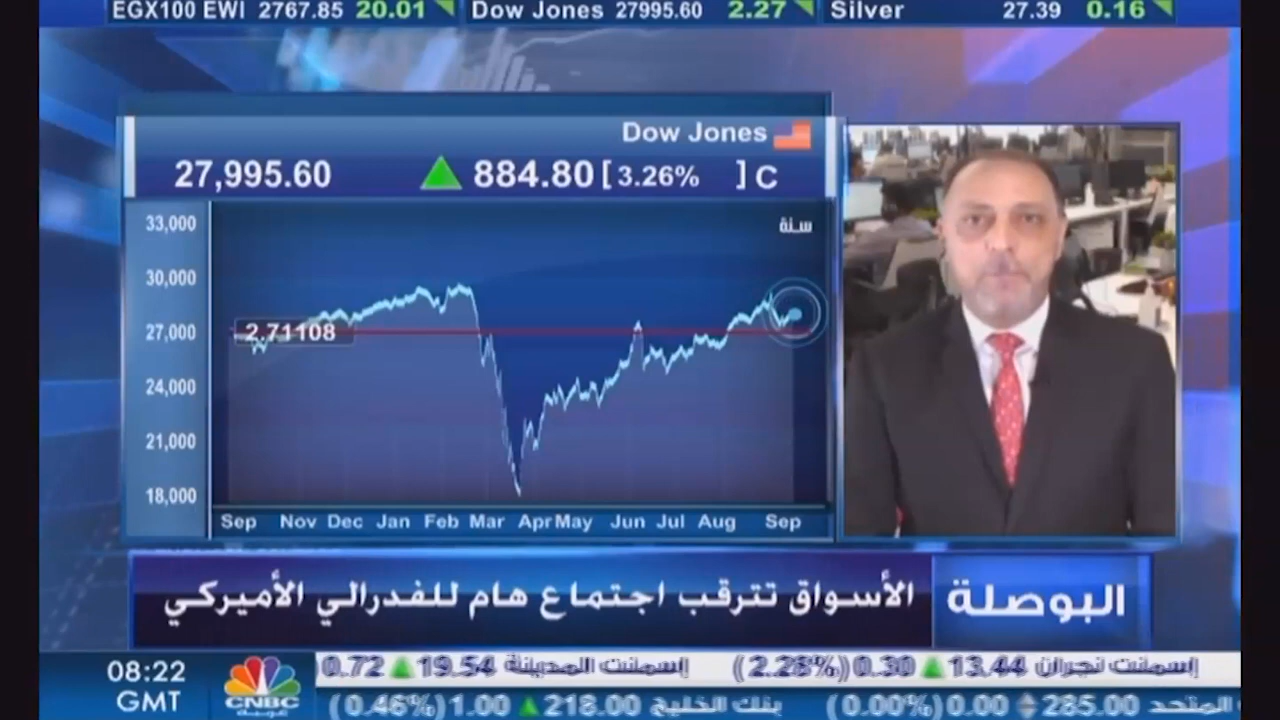 EGX100 EWI 2767.85 20.01 Dow Jones 27995.60 2.27 Silver 27.39 0.16
Dow Jones
27,995.60 884.80 [ 3.26% ] C
سنة
33,000
30,000
27,000
24,000
21,000
18,000
2.71108
Sep Nov Dec Jan Feb Mar Apr May Jun Jul Aug Sep
البوصلة
الأسواق تترقب اجتماع هام للفدرالي الأميركي
08:22
GMT
CNBC
عربية
إسمنت نجران 13.44 0.30 (2.28%) إسمنت المدينة 19.54 0.72
المتحد 285.00 0.00 (0.00%) بنك الخليج 218.00 1.00 (0.46%)